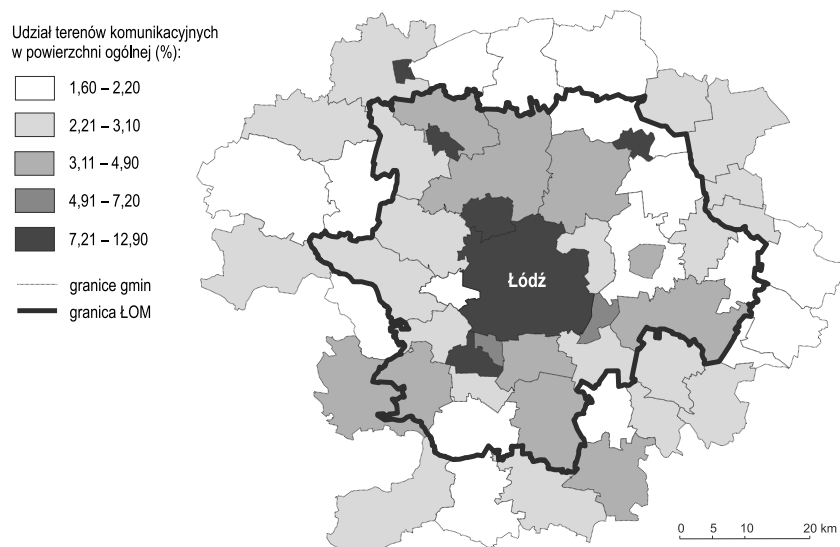 Udział terenów komunikacyjnych
w powierzchni ogólnej (%):
1,60 – 2,20
2,21 – 3,10
3,11 – 4,90
4,91 – 7,20
7,21 – 12,90
granice gmin
granica ŁOM
Łódź
0 5 10 20 km